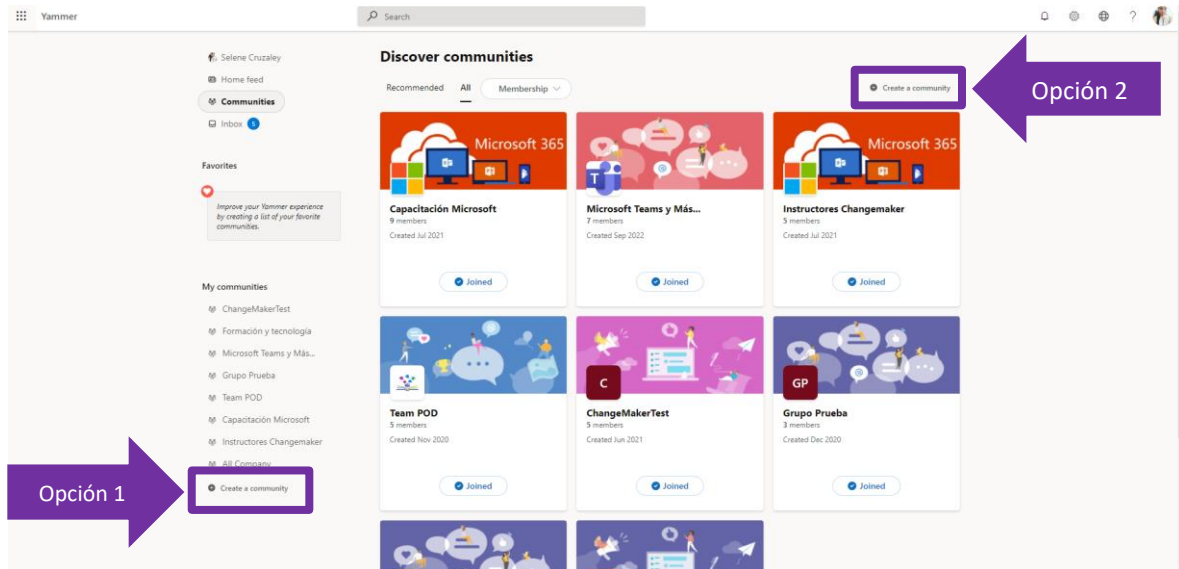 Yammer
Search
?
Selene Cruzaley
Home feed
Communities
Inbox 5
Favorites
Improve your Yammer experience
by creating a list of your favorite
communities.
My communities
ChangeMakerTest
Formación y tecnología
Microsoft Teams y Más...
Grupo Prueba
Team POD
Capacitación Microsoft
Instructores Changemaker
All Company
Create a community
Opción 1
Discover communities
Recommended All Membership
Create a community
Opción 2
Microsoft 365
Capacitación Microsoft
9 members
Created Jul 2021
Joined
T
Microsoft Teams y Más...
7 members
Created Sep 2022
Joined
Microsoft 365
Instructores Changemaker
5 members
Created Jul 2021
Joined
Team POD
5 members
Created Nov 2020
Joined
C
ChangeMakerTest
5 members
Created Jun 2021
Joined
GP
Grupo Prueba
3 members
Created Dec 2020
Joined